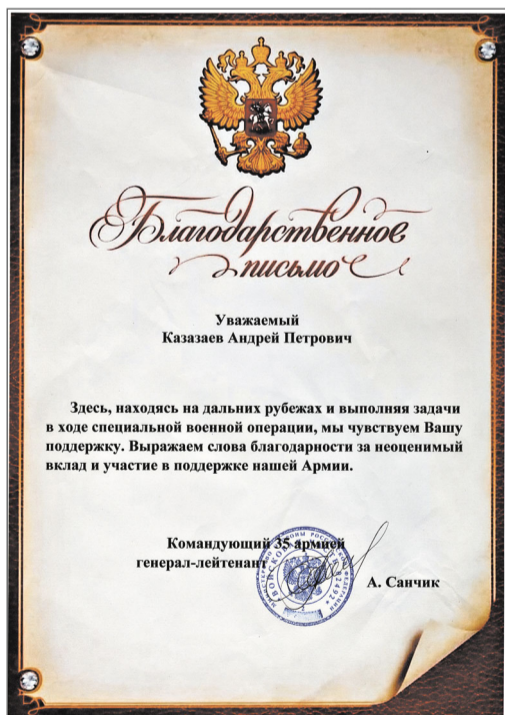 Благодарственное
письмо
Уважаемый
Казазаев Андрей Петрович
Здесь, находясь на дальних рубежах и выполняя задачи
в ходе специальной военной операции, мы чувствуем Вашу
поддержку. Выражаем слова благодарности за неоценимый
вклад и участие в поддержке нашей Армии.
Командующий 35 армией
генерал-лейтенант
А. Санчик